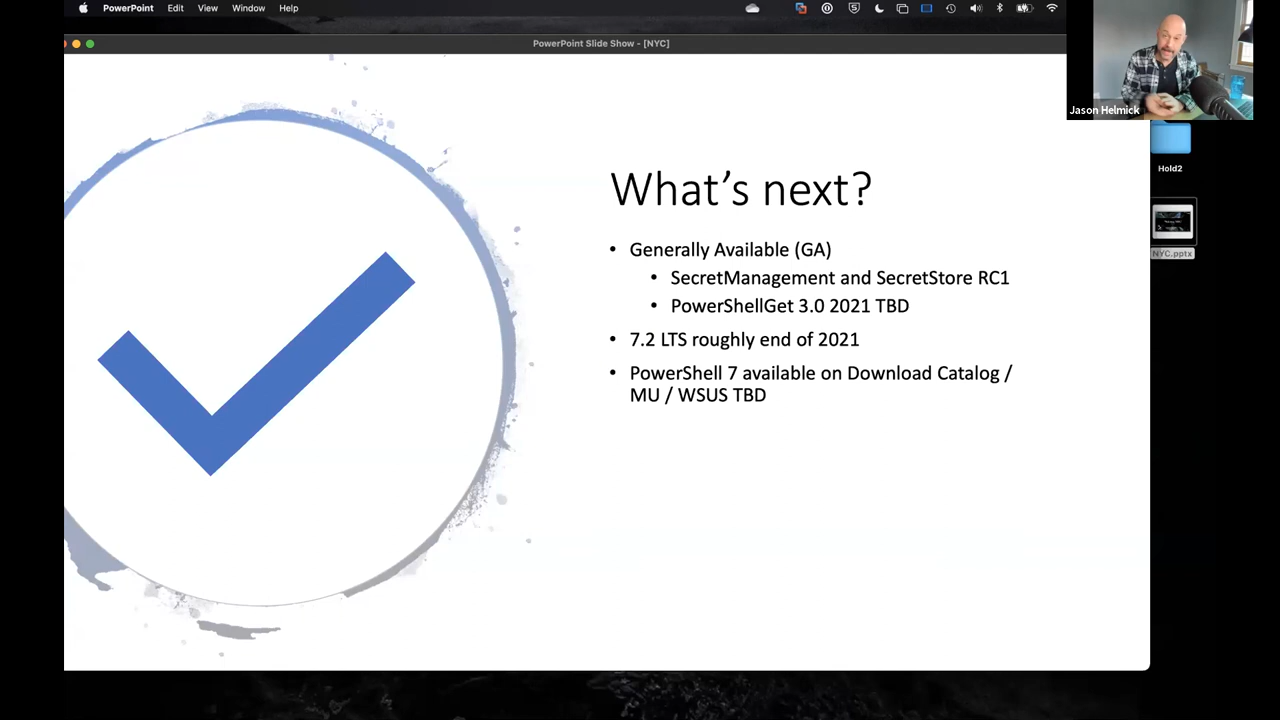 PowerPoint Edit View Window Help
PowerPoint Slide Show - [NYC]
Jason Helmick
Hold2
NYC.pptx
What's next?
• Generally Available (GA)
• SecretManagement and SecretStore RC1
• PowerShellGet 3.0 2021 TBD
• 7.2 LTS roughly end of 2021
• PowerShell 7 available on Download Catalog /
MU / WSUS TBD